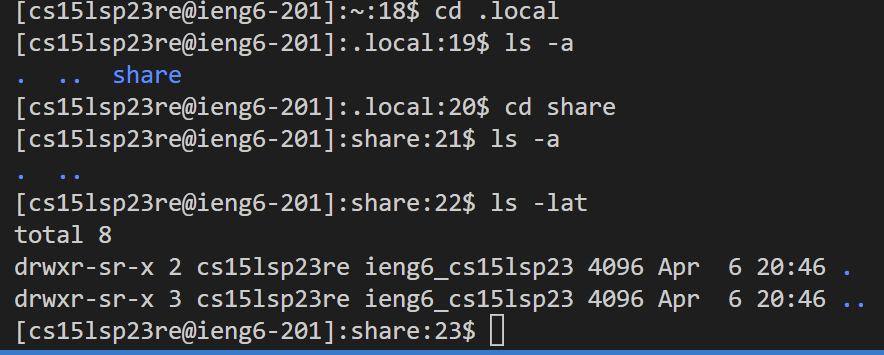 [cs15lsp23re@ieng6-201]:~:18$ cd .local
[cs15lsp23re@ieng6-201]:.local:19$ ls -a
.  ..  share
[cs15lsp23re@ieng6-201]:.local:20$ cd share
[cs15lsp23re@ieng6-201]:share:21$ ls -a
.  ..
[cs15lsp23re@ieng6-201]:share:22$ ls -lat
total 8
drwxr-sr-x 2 cs15lsp23re ieng6_cs15lsp23 4096 Apr  6 20:46 .
drwxr-sr-x 3 cs15lsp23re ieng6_cs15lsp23 4096 Apr  6 20:46 ..
[cs15lsp23re@ieng6-201]:share:23$